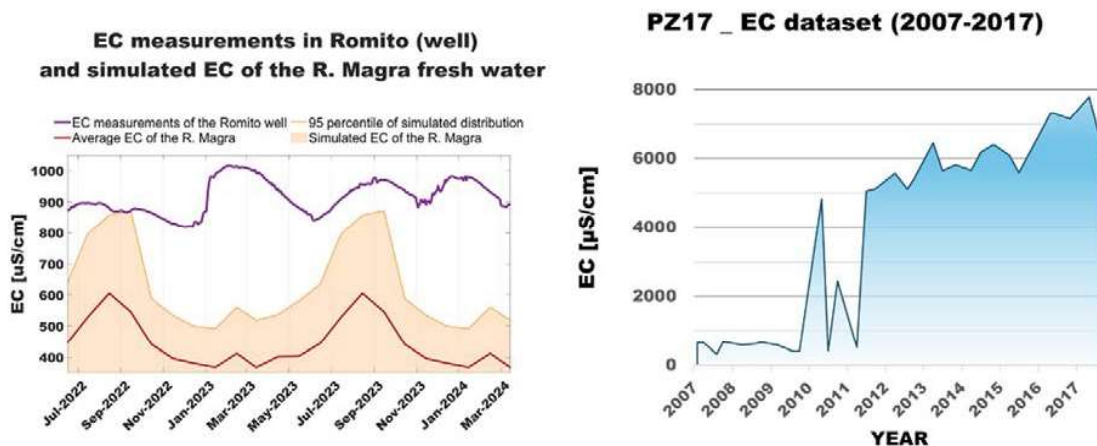 EC measurements in Romito (well)
and simulated EC of the R. Magra fresh water
EC measurements of the Romito well
95 percentile of simulated distribution
Average EC of the R. Magra
Simulated EC of the R. Magra
EC [uS/cm]
1000
900
800
700
600
500
400
Jul-2022
Sep-2022
Nov-2022
Jan-2023
Mar-2023
May-2023
Jul-2023
Sep-2023
Nov-2023
Jan-2024
Mar-2024
PZ17 _ EC dataset (2007-2017)
EC [µS/cm]
8000
6000
4000
2000
0
2007
2008
2009
2010
2011
2012
2013
2014
2015
2016
2017
YEAR